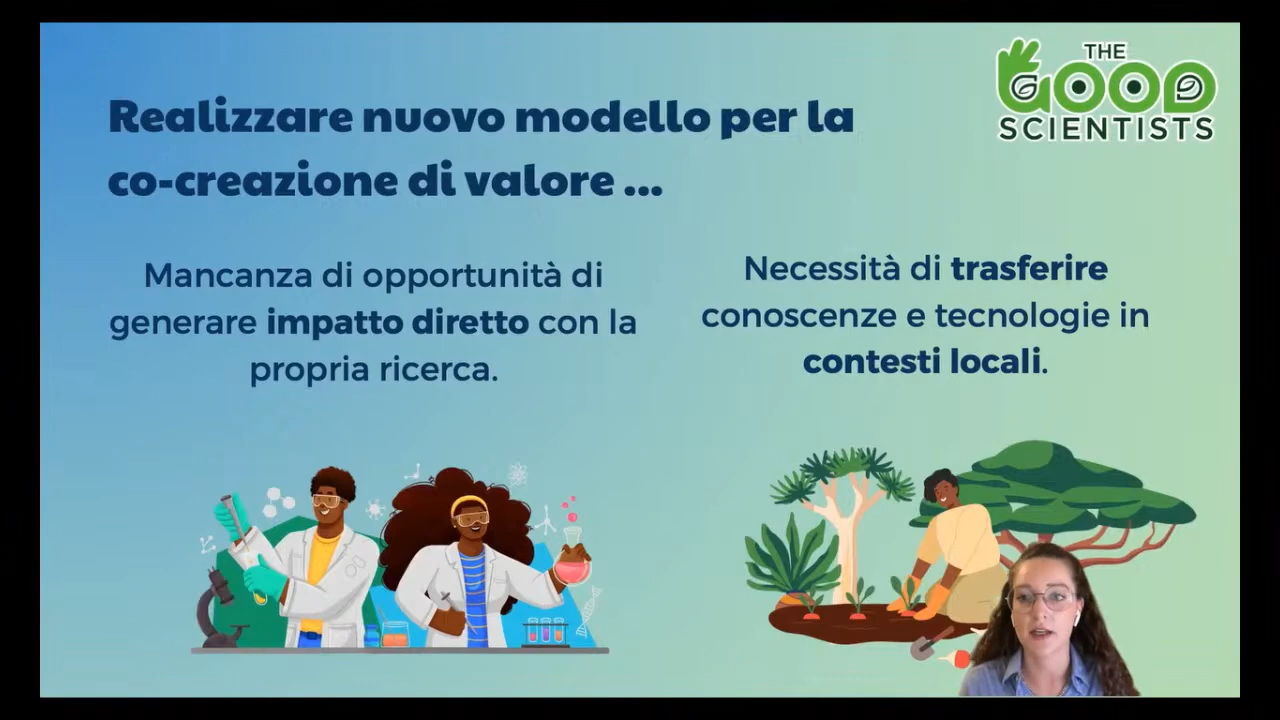 THE
GOOD
SCIENTISTS
Realizzare nuovo modello per la
co-creazione di valore ...
Mancanza di opportunità di
generare impatto diretto con la
propria ricerca.
Necessità di trasferire
conoscenze e tecnologie in
contesti locali.